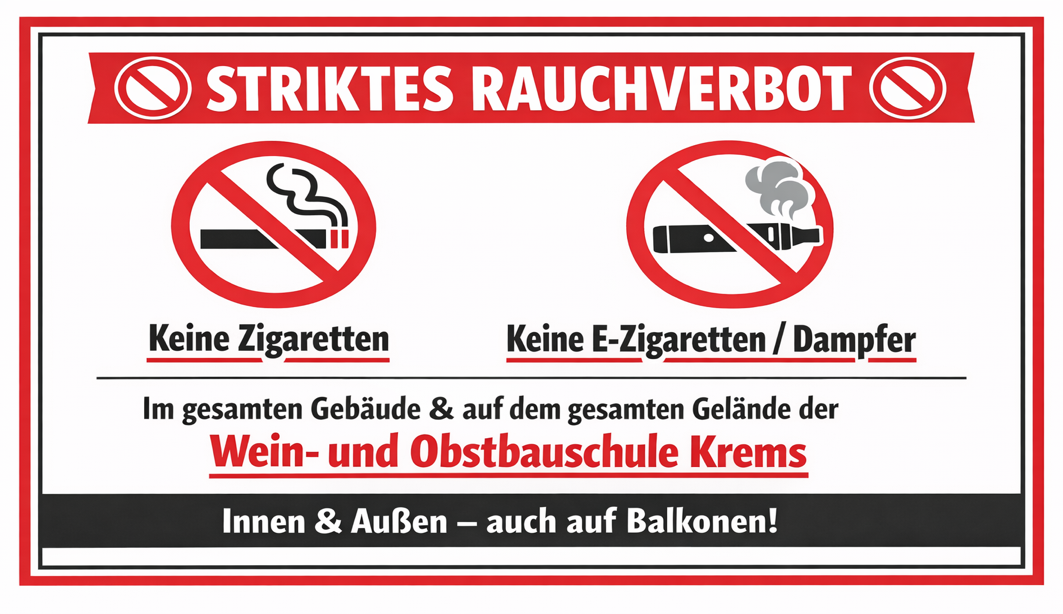 STRIKTES RAUCHVERBOT
Keine Zigaretten
Keine E-Zigaretten / Dampfer
Im gesamten Gebäude & auf dem gesamten Gelände der
Wein- und Obstbauschule Krems
Innen & Außen – auch auf Balkonen!